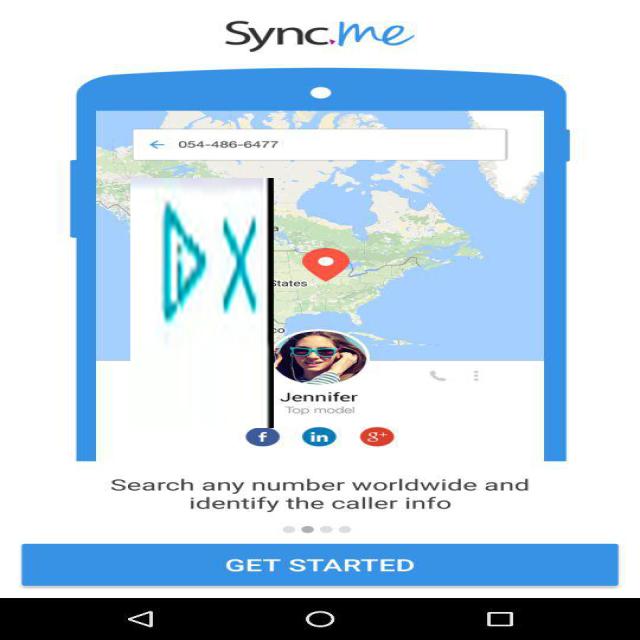 Sync.me
054-486-6477
States
co
Jennifer
Top model
f in g+
Search any number worldwide and
identify the caller info
GET STARTED